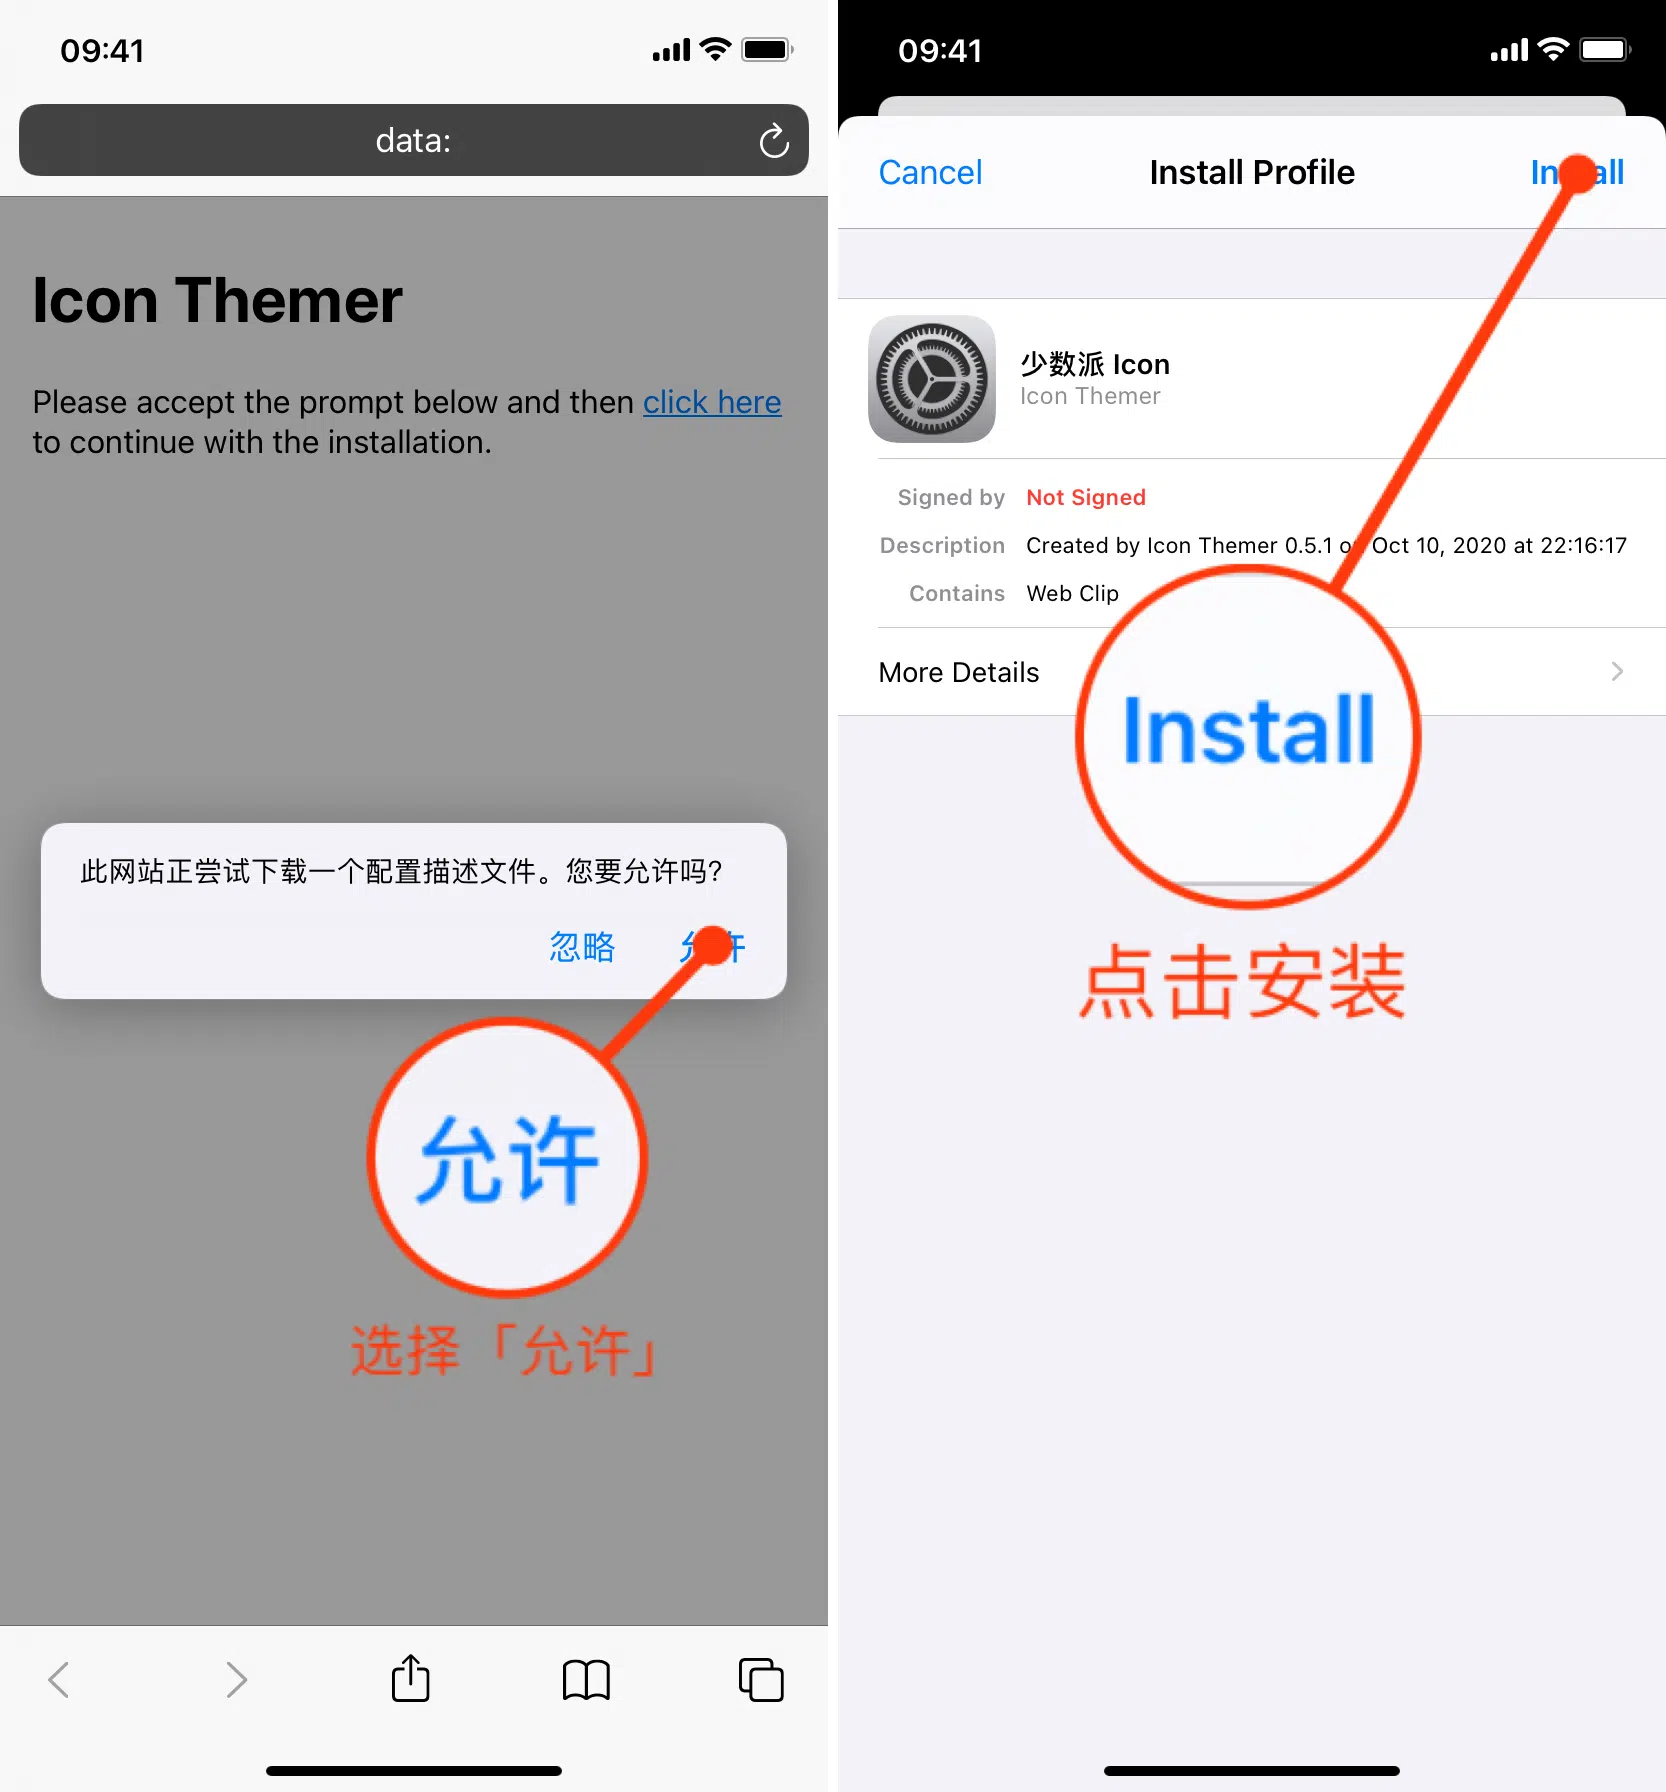 09:41
data:
Icon Themer
Please accept the prompt below and then click here
to continue with the installation.
此网站正尝试下载一个配置描述文件。您要允许吗?
忽略 允许
允许
选择「允许」
09:41
Cancel Install Profile Install
少数派 Icon
Icon Themer
Signed by Not Signed
Description Created by Icon Themer 0.5.1 on Oct 10, 2020 at 22:16:17
Contains Web Clip
More Details
Install
点击安装